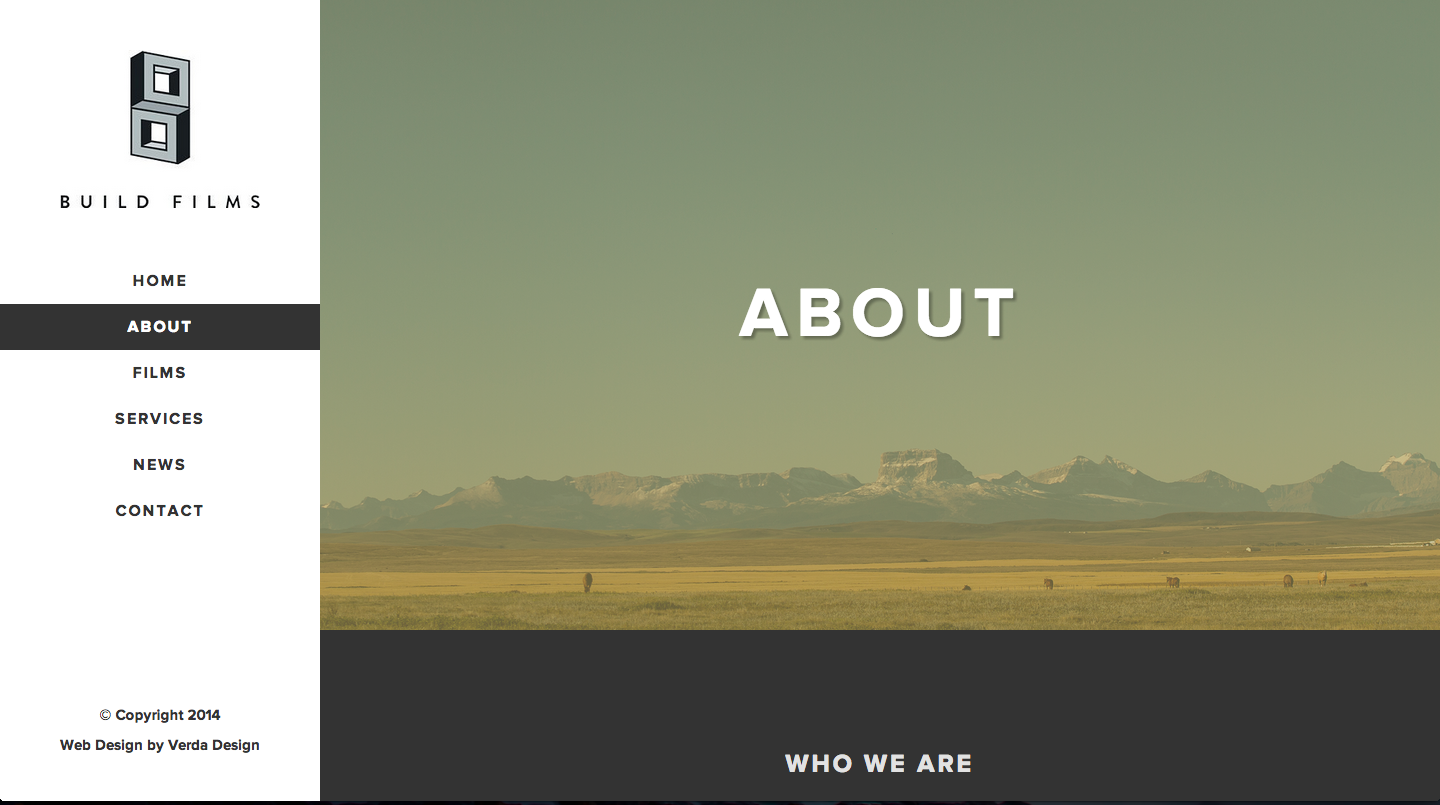 BUILD FILMS
HOME
ABOUT
FILMS
SERVICES
NEWS
CONTACT
© Copyright 2014
Web Design by Verda Design
ABOUT
WHO WE ARE